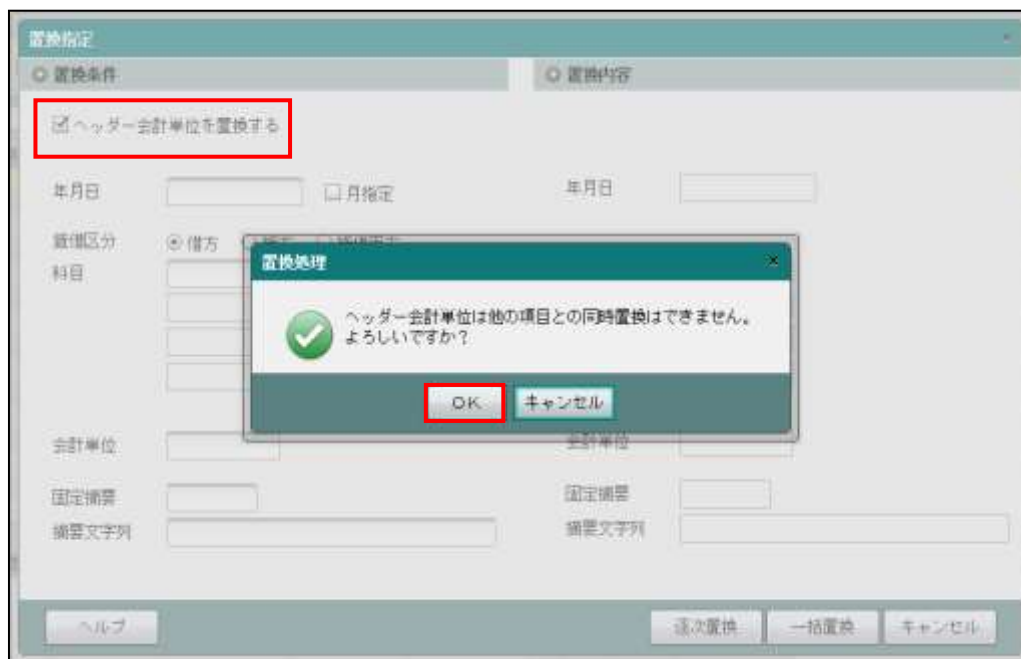 置換指定
置換条件
置換内容
ヘッダー会計単位を置換する
年月日
月指定
年月日
貸借区分
借方
科目
置換処理
ヘッダー会計単位は他の項目との同時置換はできません。
よろしいですか？
OK
キャンセル
会計単位
会計単位
固定摘要
固定摘要
摘要文字列
摘要文字列
ヘルプ
逐次置換
一括置換
キャンセル